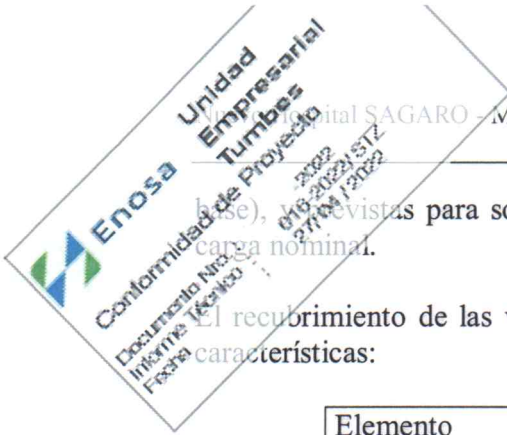 Enosa
Unidad
Empresarial
Tumbes
Conformidad de Proyecto
Documento Nro. : -2022
Informe Técnico : 016-2022/ STZ
Fecha : 27/04 / 2022
Hospital SAGARO - M
base), y previstas para so
carga nominal.
El recubrimiento de las v
características:
Elemento